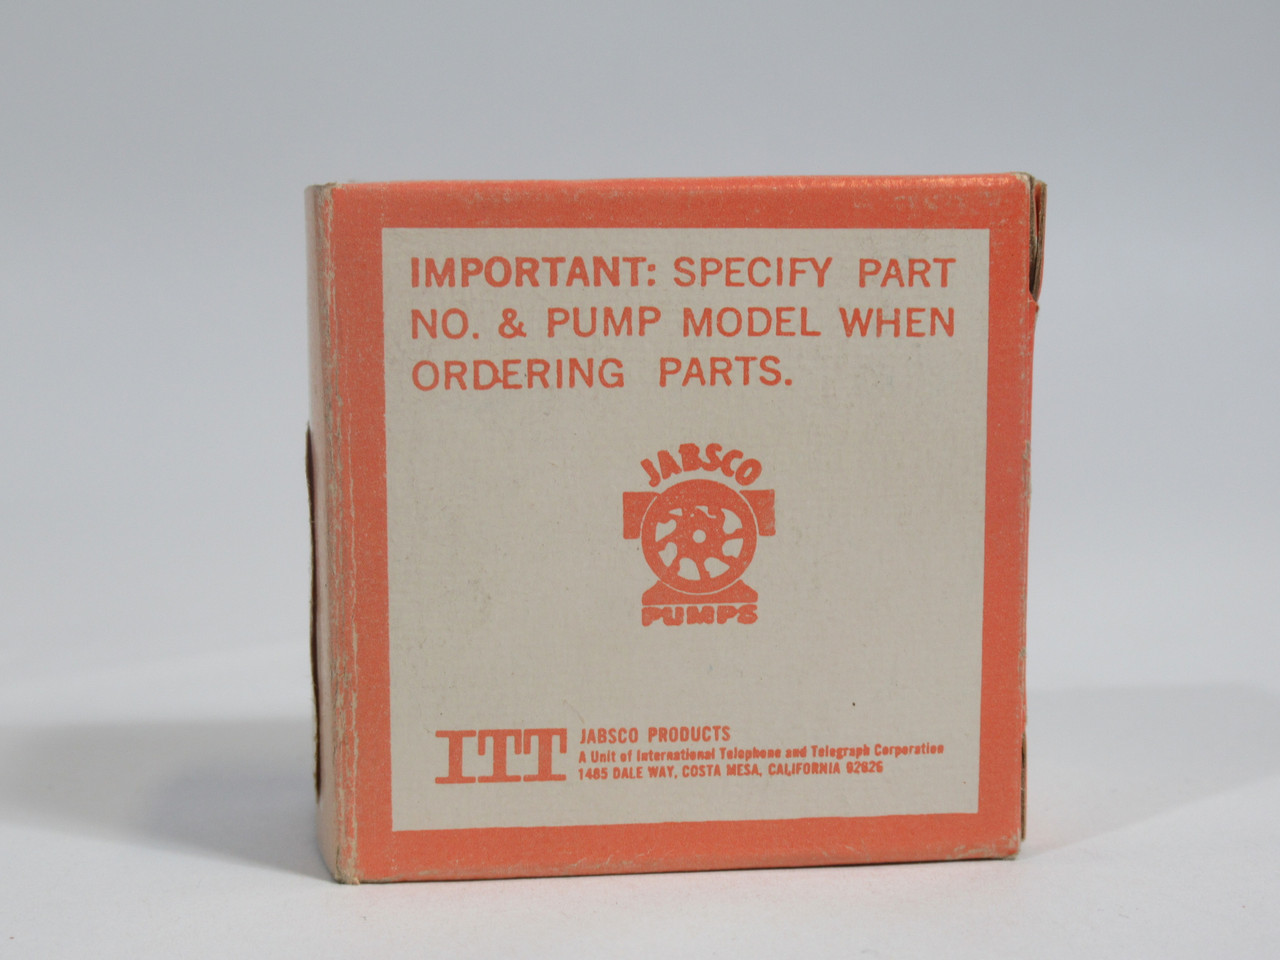 IMPORTANT: SPECIFY PART
NO. & PUMP MODEL WHEN
ORDERING PARTS.
JABSCO
PUMPS
ITT
JABSCO PRODUCTS
A Unit of International Telephone and Telegraph Corporation
1485 DALE WAY, COSTA MESA, CALIFORNIA 92626